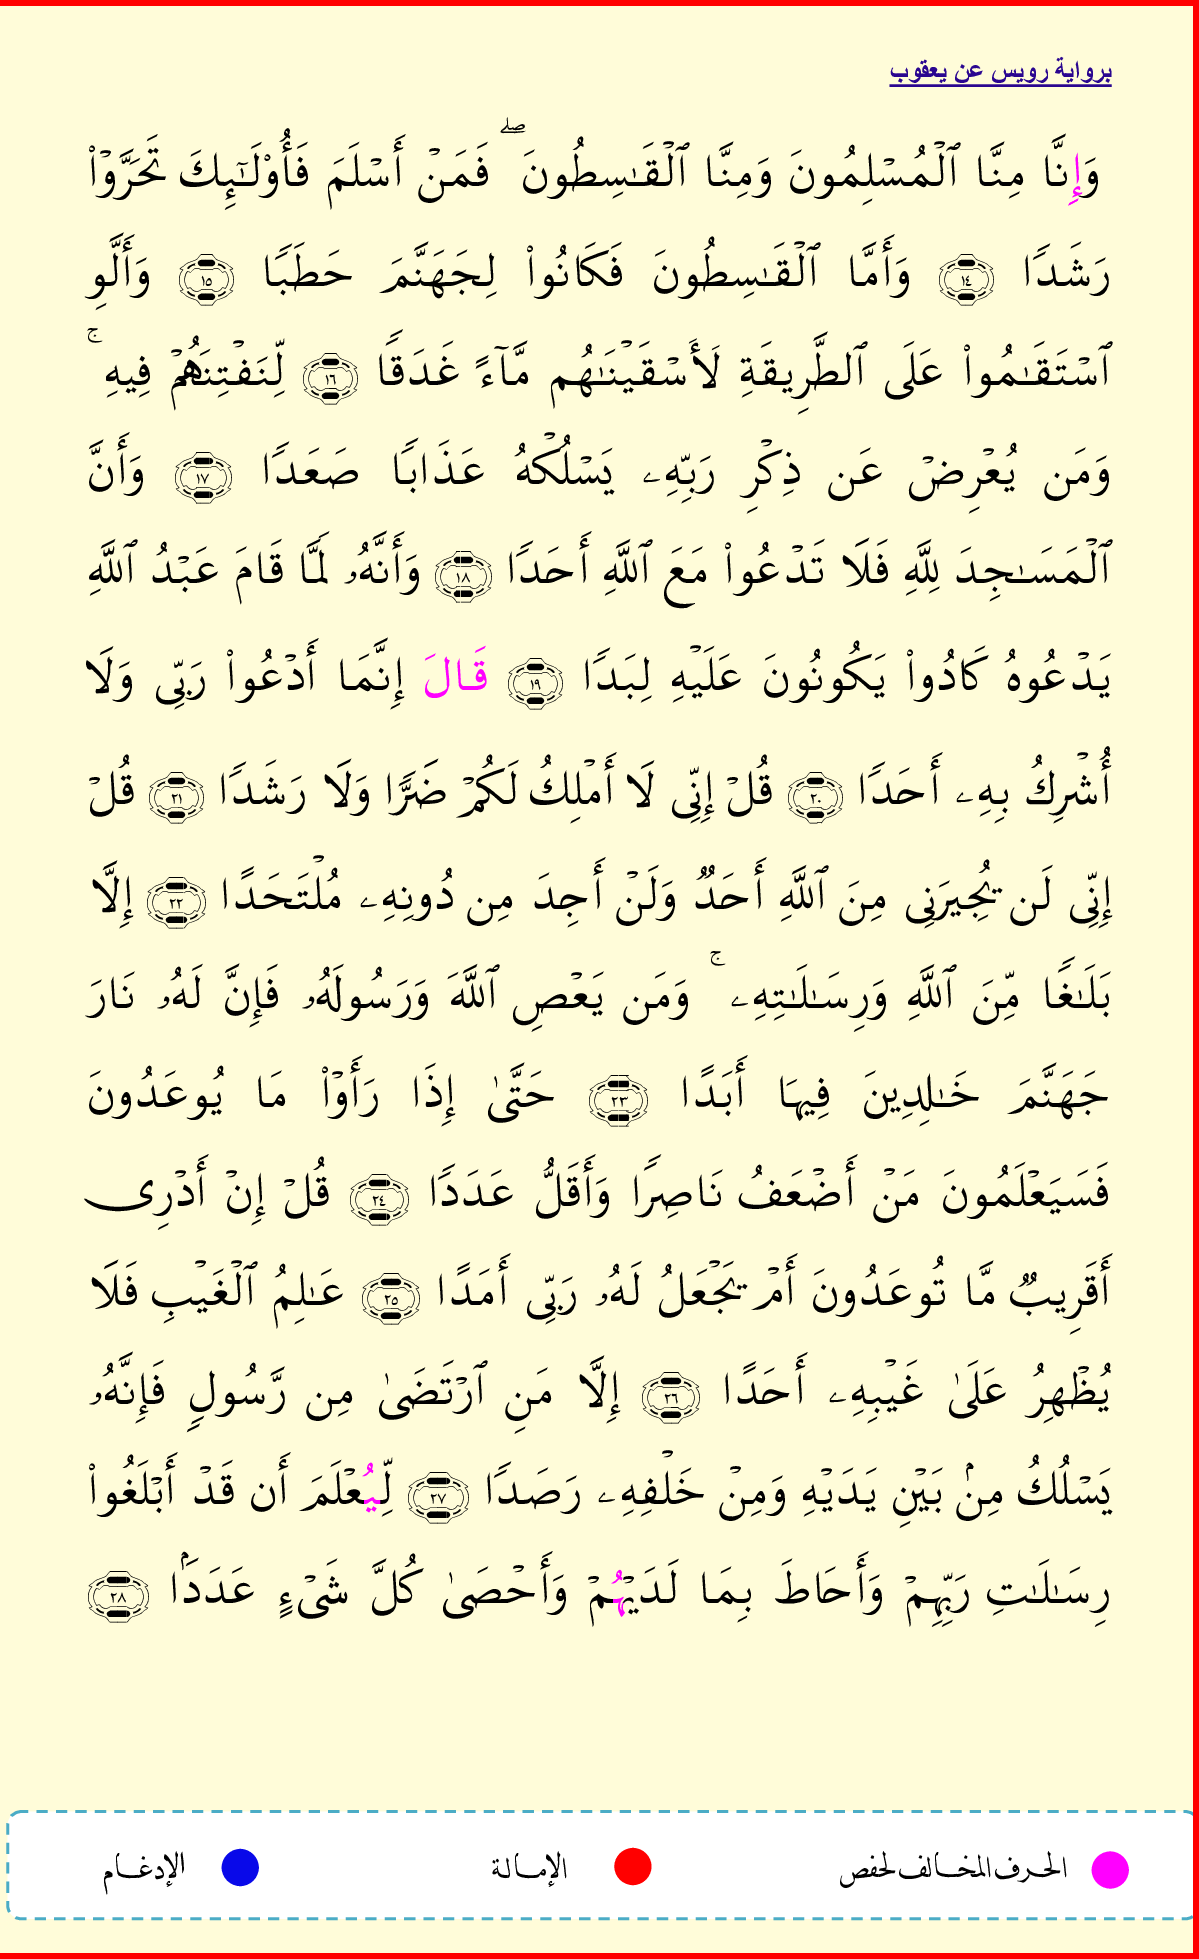 برواية رويس عن يعقوب
وَإِنَّا مِنَّا ٱلْمُسْلِمُونَ وَمِنَّا ٱلْقَـٰسِطُونَ ۖ فَمَنْ أَسْلَمَ فَأُو۟لَـٰٓئِكَ تَحَرَّوْا۟
رَشَدًا ١٤ وَأَمَّا ٱلْقَـٰسِطُونَ فَكَانُوا۟ لِجَهَنَّمَ حَطَبًا ١٥ وَأَلَّوِ
ٱسْتَقَـٰمُوا۟ عَلَى ٱلطَّرِيقَةِ لَأَسْقَيْنَـٰهُم مَّآءً غَدَقًا ١٦ لِّنَفْتِنَهُمْ فِيهِ ۚ
وَمَن يُعْرِضْ عَن ذِكْرِ رَبِّهِۦ يَسْلُكْهُ عَذَابًا صَعَدًا ١٧ وَأَنَّ
ٱلْمَسَـٰجِدَ لِلَّهِ فَلَا تَدْعُوا۟ مَعَ ٱللَّهِ أَحَدًا ١٨ وَأَنَّهُۥ لَمَّا قَامَ عَبْدُ ٱللَّهِ
يَدْعُوهُ كَادُوا۟ يَكُونُونَ عَلَيْهِ لِبَدًا ١٩ قَالَ إِنَّمَا أَدْعُوا۟ رَبِّى وَلَا
أُشْرِكُ بِهِۦ أَحَدًا ٢٠ قُلْ إِنِّى لَا أَمْلِكُ لَكُمْ ضَرًّا وَلَا رَشَدًا ٢١ قُلْ
إِنِّى لَن يُجِيرَنِى مِنَ ٱللَّهِ أَحَدٌ وَلَنْ أَجِدَ مِن دُونِهِۦ مُلْتَحَدًا ٢٢ إِلَّا
بَلَـٰغًا مِّنَ ٱللَّهِ وَرِسَـٰلَـٰتِهِۦ ۚ وَمَن يَعْصِ ٱللَّهَ وَرَسُولَهُۥ فَإِنَّ لَهُۥ نَارَ
جَهَنَّمَ خَـٰلِدِينَ فِيهَا أَبَدًا ٢٣ حَتَّىٰ إِذَا رَأَوْا۟ مَا يُوعَدُونَ
فَسَيَعْلَمُونَ مَنْ أَضْعَفُ نَاصِرًا وَأَقَلُّ عَدَدًا ٢٤ قُلْ إِنْ أَدْرِى
أَقَرِيبٌ مَّا تُوعَدُونَ أَمْ يَجْعَلُ لَهُۥ رَبِّى أَمَدًا ٢٥ عَـٰلِمُ ٱلْغَيْبِ فَلَا
يُظْهِرُ عَلَىٰ غَيْبِهِۦ أَحَدًا ٢٦ إِلَّا مَنِ ٱرْتَضَىٰ مِن رَّسُولٍ فَإِنَّهُۥ
يَسْلُكُ مِنۢ بَيْنِ يَدَيْهِ وَمِنْ خَلْفِهِۦ رَصَدًا ٢٧ لِّيُعْلَمَ أَن قَدْ أَبْلَغُوا۟
رِسَـٰلَـٰتِ رَبِّهِمْ وَأَحَاطَ بِمَا لَدَيْهُمْ وَأَحْصَىٰ كُلَّ شَىْءٍ عَدَدَۢا ٢٨
الحرف المخالف لحفص الإمالة الإدغام